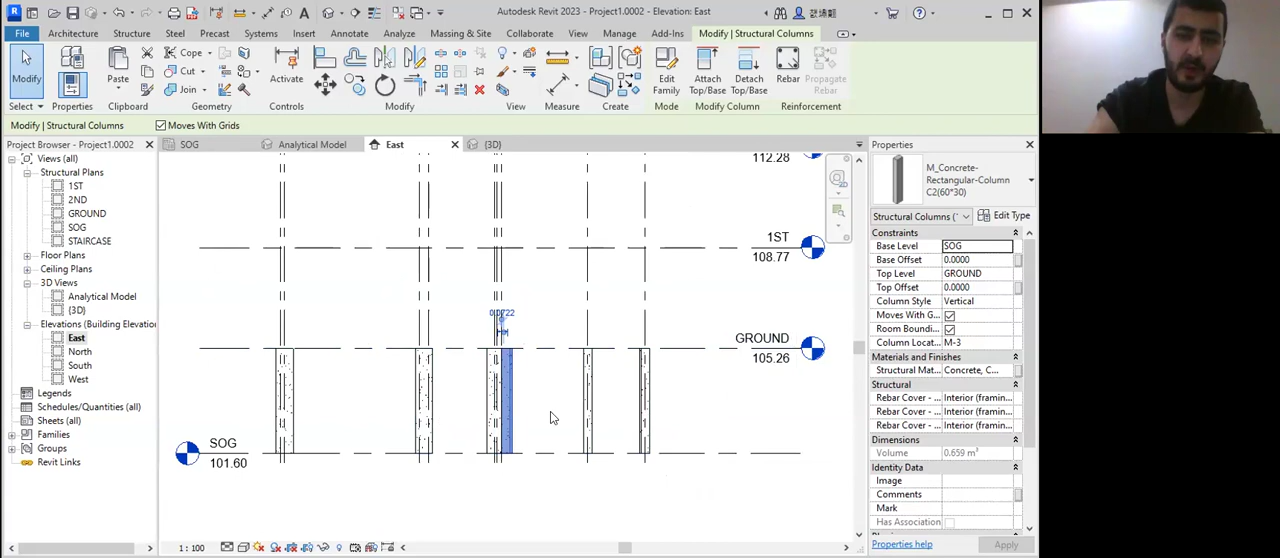 Autodesk Revit 2023 - Project1.0002 - Elevation: East
File Architecture Structure Steel Precast Systems Insert Annotate Analyze Massing & Site Collaborate View Manage Add-Ins Modify | Structural Columns
Modify Paste Cope Cut Join Activate Edit Family Attach Top/Base Detach Top/Base Rebar Propagate Rebar
Select Properties Clipboard Geometry Controls Modify View Measure Create Mode Modify Column Reinforcement
Modify | Structural Columns Moves With Grids
Project Browser - Project1.0002
Views (all)
Structural Plans
1ST
2ND
GROUND
SOG
STAIRCASE
Floor Plans
Ceiling Plans
3D Views
Analytical Model
{3D}
Elevations (Building Elevatio
East
North
South
West
Legends
Schedules/Quantities (all)
Sheets (all)
Families
Groups
Revit Links
SOG Analytical Model East {3D}
112.28
1ST
108.77
GROUND
105.26
SOG
101.60
1 : 100
Properties
M_Concrete-
Rectangular-Column
C2(60*30)
Structural Columns ( Edit Type
Constraints
Base Level SOG
Base Offset 0.0000
Top Level GROUND
Top Offset 0.0000
Column Style Vertical
Moves With G...
Room Boundi...
Column Locat... M-3
Materials and Finishes
Structural Mat... Concrete, C...
Structural
Rebar Cover - ... Interior (framin...
Rebar Cover - ... Interior (framin...
Rebar Cover - ... Interior (framin...
Dimensions
Volume 0.659 m³
Identity Data
Image
Comments
Mark
Has Association
Properties help Apply